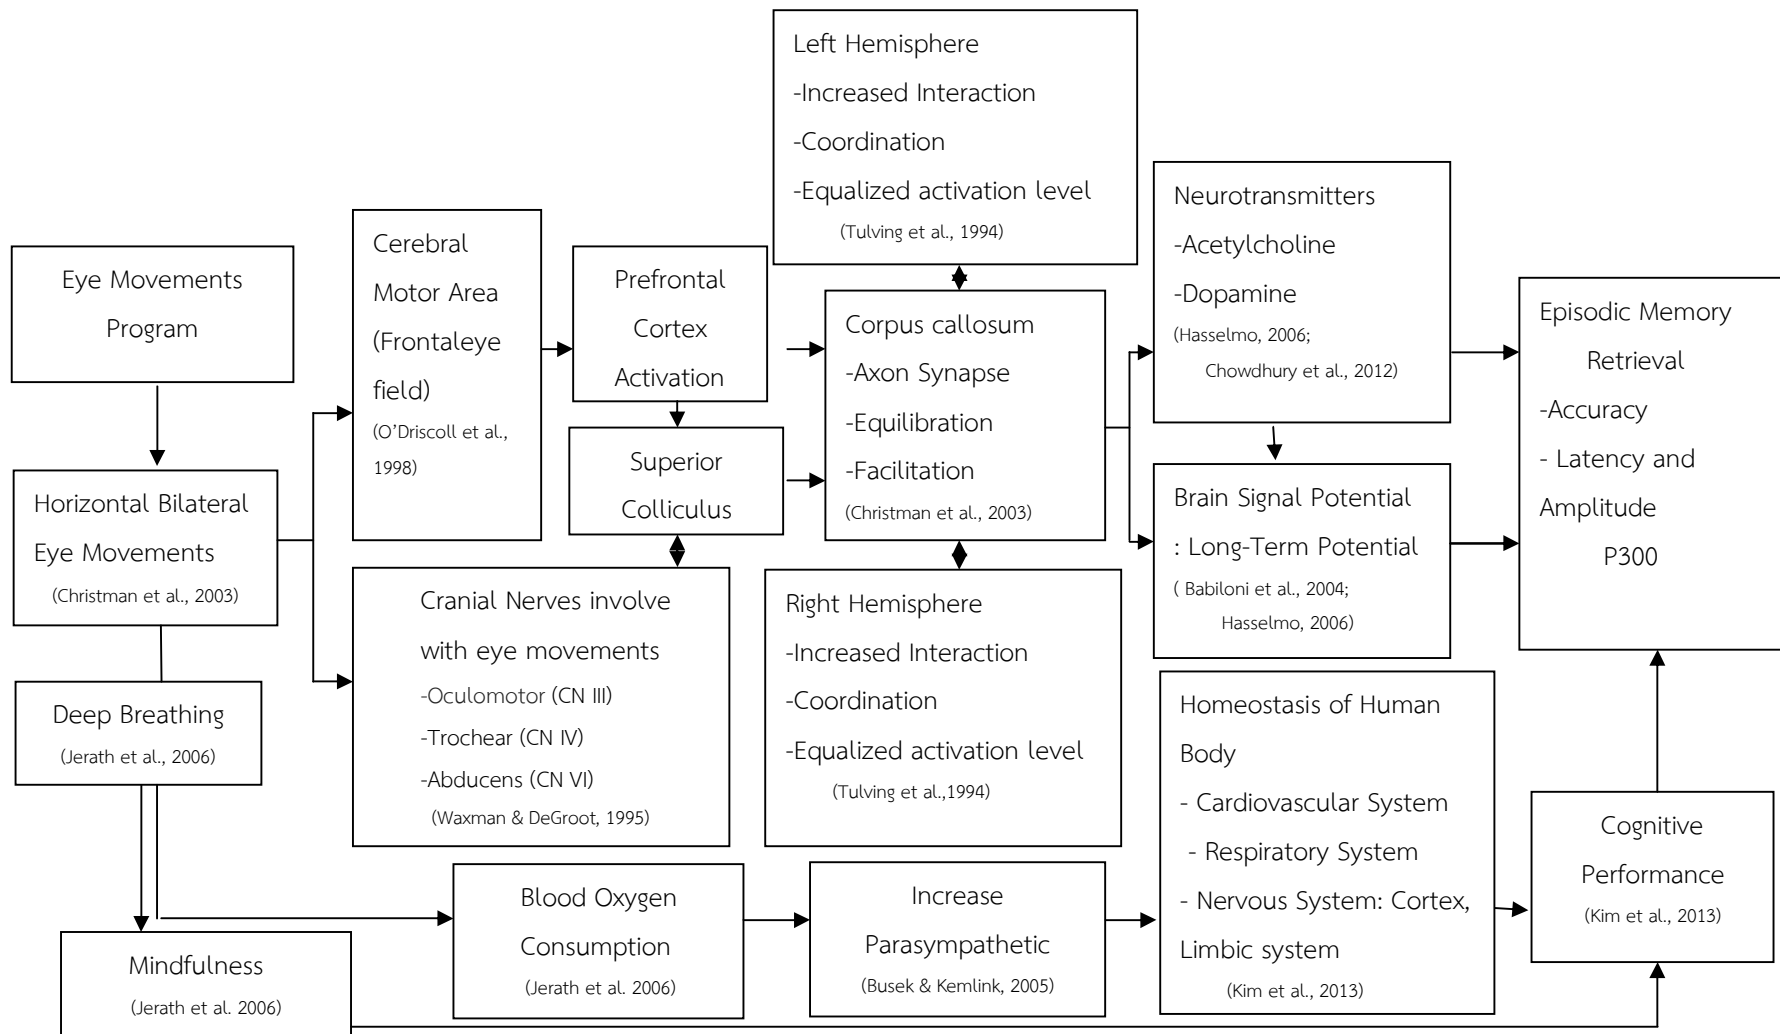 Eye Movements
Program
Horizontal Bilateral
Eye Movements
(Christman et al., 2003)
Deep Breathing
(Jerath et al., 2006)
Mindfulness
(Jerath et al. 2006)
Cerebral
Motor Area
(Frontaleye
field)
(O'Driscoll et al.,
1998)
Cranial Nerves involve
with eye movements
-Oculomotor (CN III)
-Trochear (CN IV)
-Abducens (CN VI)
(Waxman & DeGroot, 1995)
Prefrontal
Cortex
Activation
Superior
Colliculus
Left Hemisphere
-Increased Interaction
-Coordination
-Equalized activation level
(Tulving et al., 1994)
Corpus callosum
-Axon Synapse
-Equilibration
-Facilitation
(Christman et al., 2003)
Right Hemisphere
-Increased Interaction
-Coordination
-Equalized activation level
(Tulving et al.,1994)
Neurotransmitters
-Acetylcholine
-Dopamine
(Hasselmo, 2006;
Chowdhury et al., 2012)
Brain Signal Potential
: Long-Term Potential
( Babiloni et al., 2004;
Hasselmo, 2006)
Episodic Memory
Retrieval
-Accuracy
- Latency and
Amplitude
P300
Blood Oxygen
Consumption
(Jerath et al. 2006)
Increase
Parasympathetic
(Busek & Kemlink, 2005)
Homeostasis of Human
Body
- Cardiovascular System
- Respiratory System
- Nervous System: Cortex,
Limbic system
(Kim et al., 2013)
Cognitive
Performance
(Kim et al., 2013)